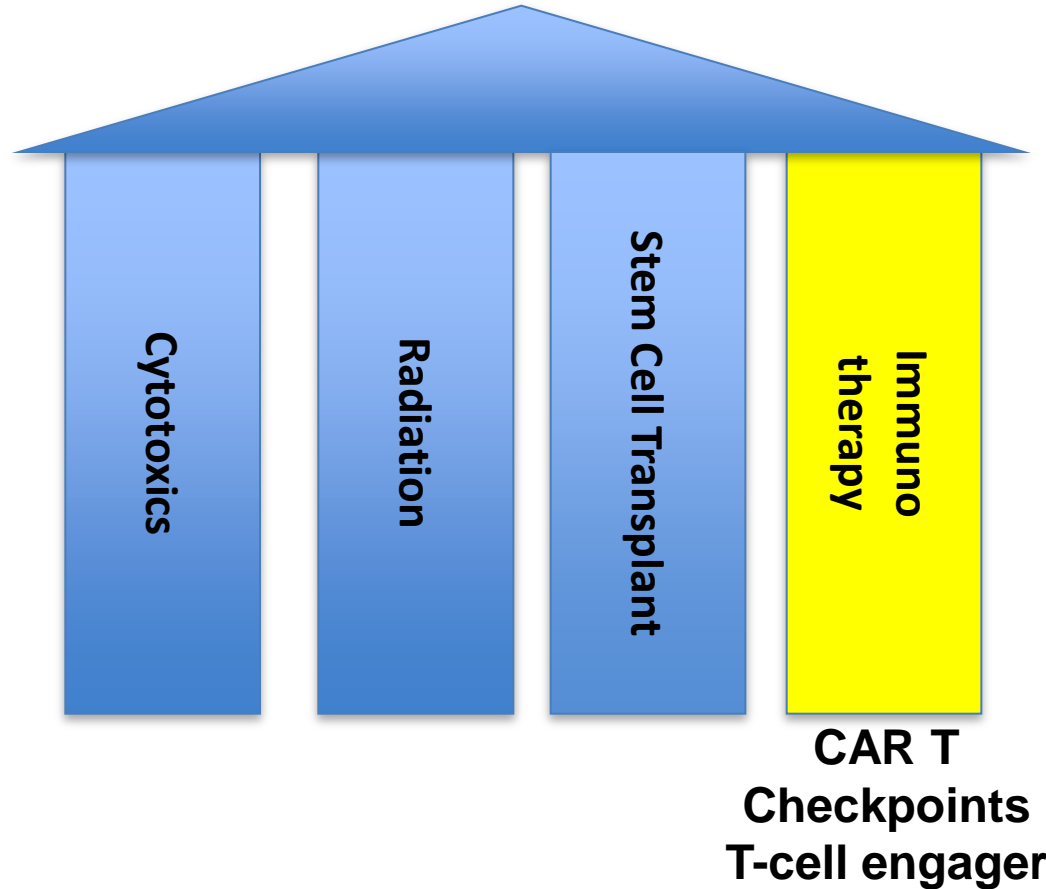 Cytotoxics
Radiation
Stem Cell Transplant
Immuno
therapy
CAR T
Checkpoints
T-cell engager